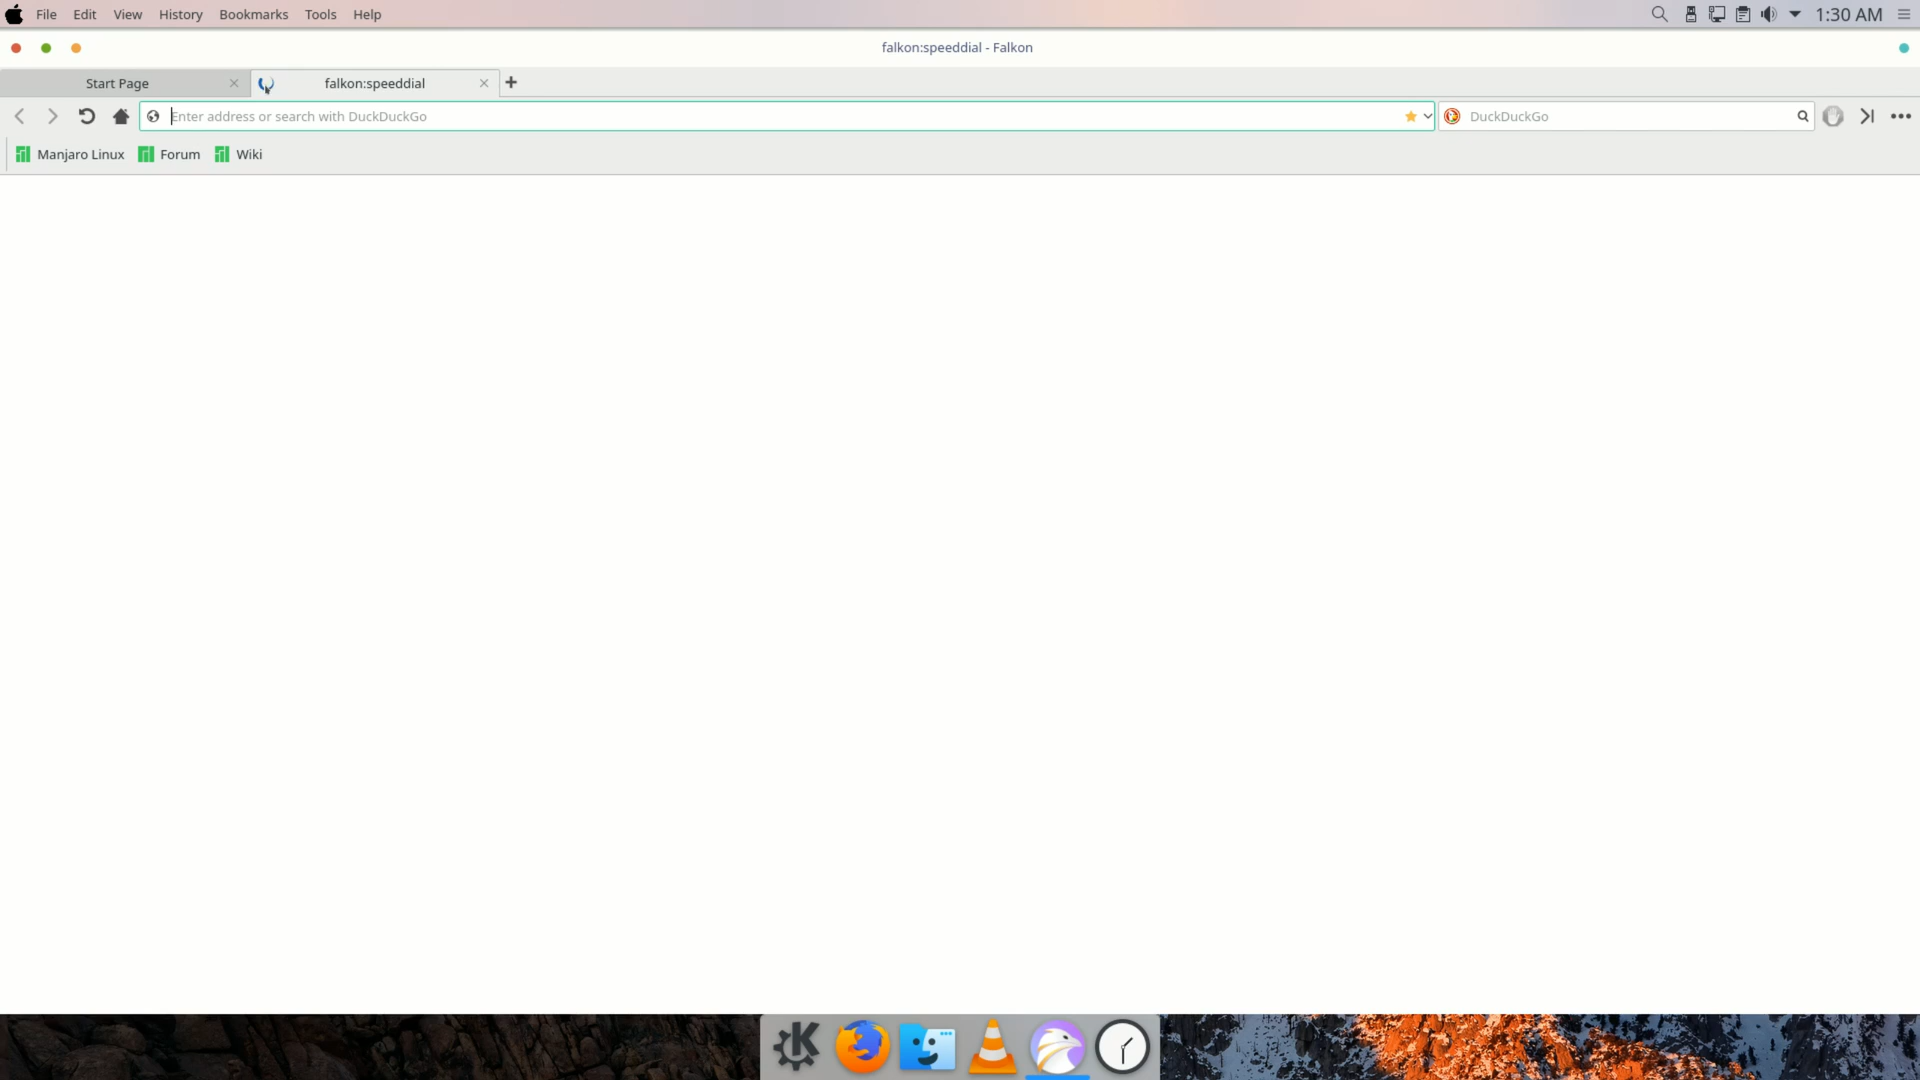 File Edit View History Bookmarks Tools Help 1:30 AM
falkon:speeddial - Falkon
Start Page falkon:speeddial
Enter address or search with DuckDuckGo DuckDuckGo
Manjaro Linux Forum Wiki